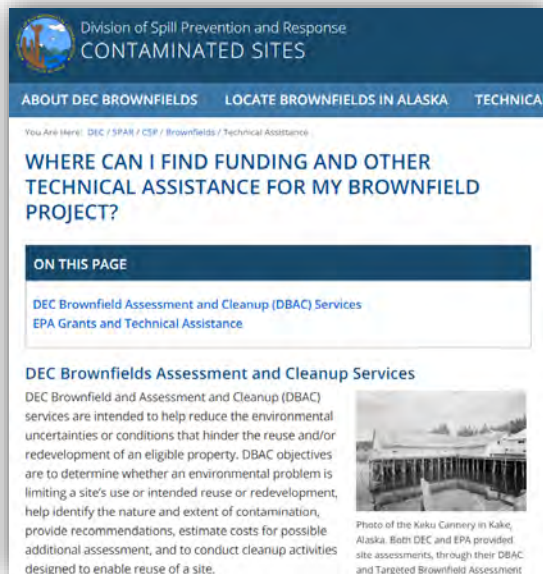 Division of Spill Prevention and Response
CONTAMINATED SITES
ABOUT DEC BROWNFIELDS LOCATE BROWNFIELDS IN ALASKA TECHNICA
You Are Here: DEC / SPAR / CSP / Brownfields / Technical Assistance
WHERE CAN I FIND FUNDING AND OTHER
TECHNICAL ASSISTANCE FOR MY BROWNFIELD
PROJECT?
ON THIS PAGE
DEC Brownfield Assessment and Cleanup (DBAC) Services
EPA Grants and Technical Assistance
DEC Brownfields Assessment and Cleanup Services
DEC Brownfield and Assessment and Cleanup (DBAC)
services are intended to help reduce the environmental
uncertainties or conditions that hinder the reuse and/or
redevelopment of an eligible property. DBAC objectives
are to determine whether an environmental problem is
limiting a site's use or intended reuse or redevelopment,
help identify the nature and extent of contamination,
provide recommendations, estimate costs for possible
additional assessment, and to conduct cleanup activities
designed to enable reuse of a site.
Photo of the Keku Cannery in Kake,
Alaska. Both DEC and EPA provided
site assessments, through their DBAC
and Targeted Brownfield Assessment